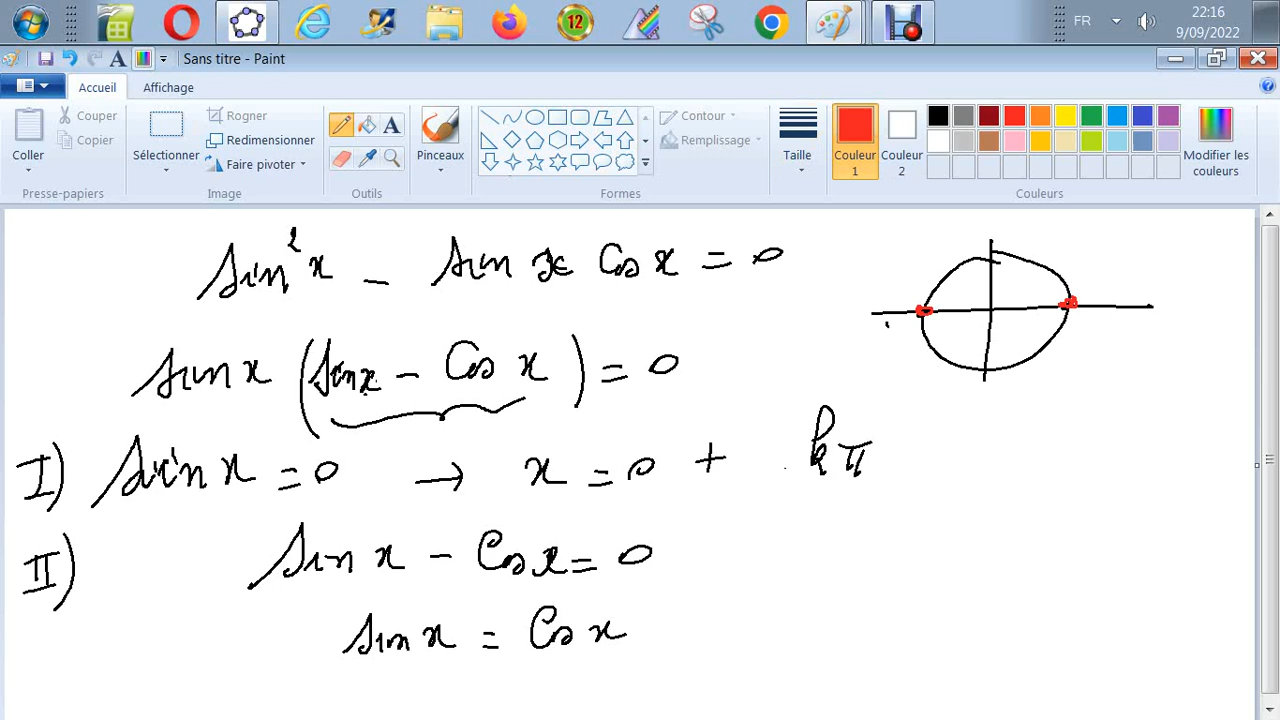 FR
22:16
9/09/2022
12
Sans titre - Paint
Accueil
Affichage
Coller
Couper
Copier
Sélectionner
Rogner
Redimensionner
Faire pivoter
A
Pinceaux
Contour
Remplissage
Taille
Couleur 1
Couleur 2
Modifier les couleurs
Presse-papiers
Image
Outils
Formes
Couleurs
sin²x - sin x cos x = 0
sin x (sin x - Cos x) = 0
I) sin x = 0 → x = 0 + kπ
II) sin x - Cos x = 0
sin x = Cos x